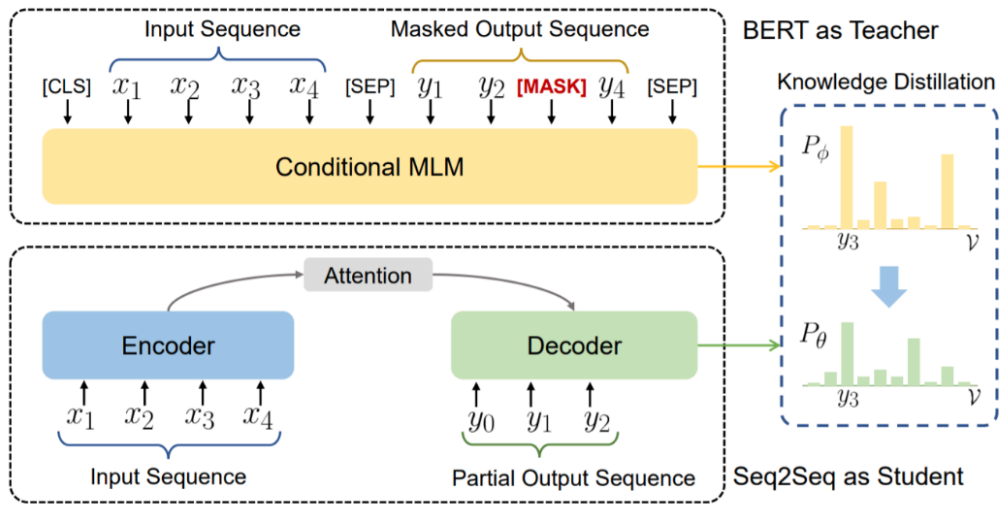 Input Sequence
Masked Output Sequence
BERT as Teacher
[CLS] x₁ x₂ x₃ x₄ [SEP] y₁ y₂ [MASK] y₄ [SEP]
Conditional MLM
Knowledge Distillation
P_ϕ
y₃ 𝒱
Attention
Encoder
Decoder
P_θ
y₃ 𝒱
x₁ x₂ x₃ x₄
y₀ y₁ y₂
Input Sequence
Partial Output Sequence
Seq2Seq as Student